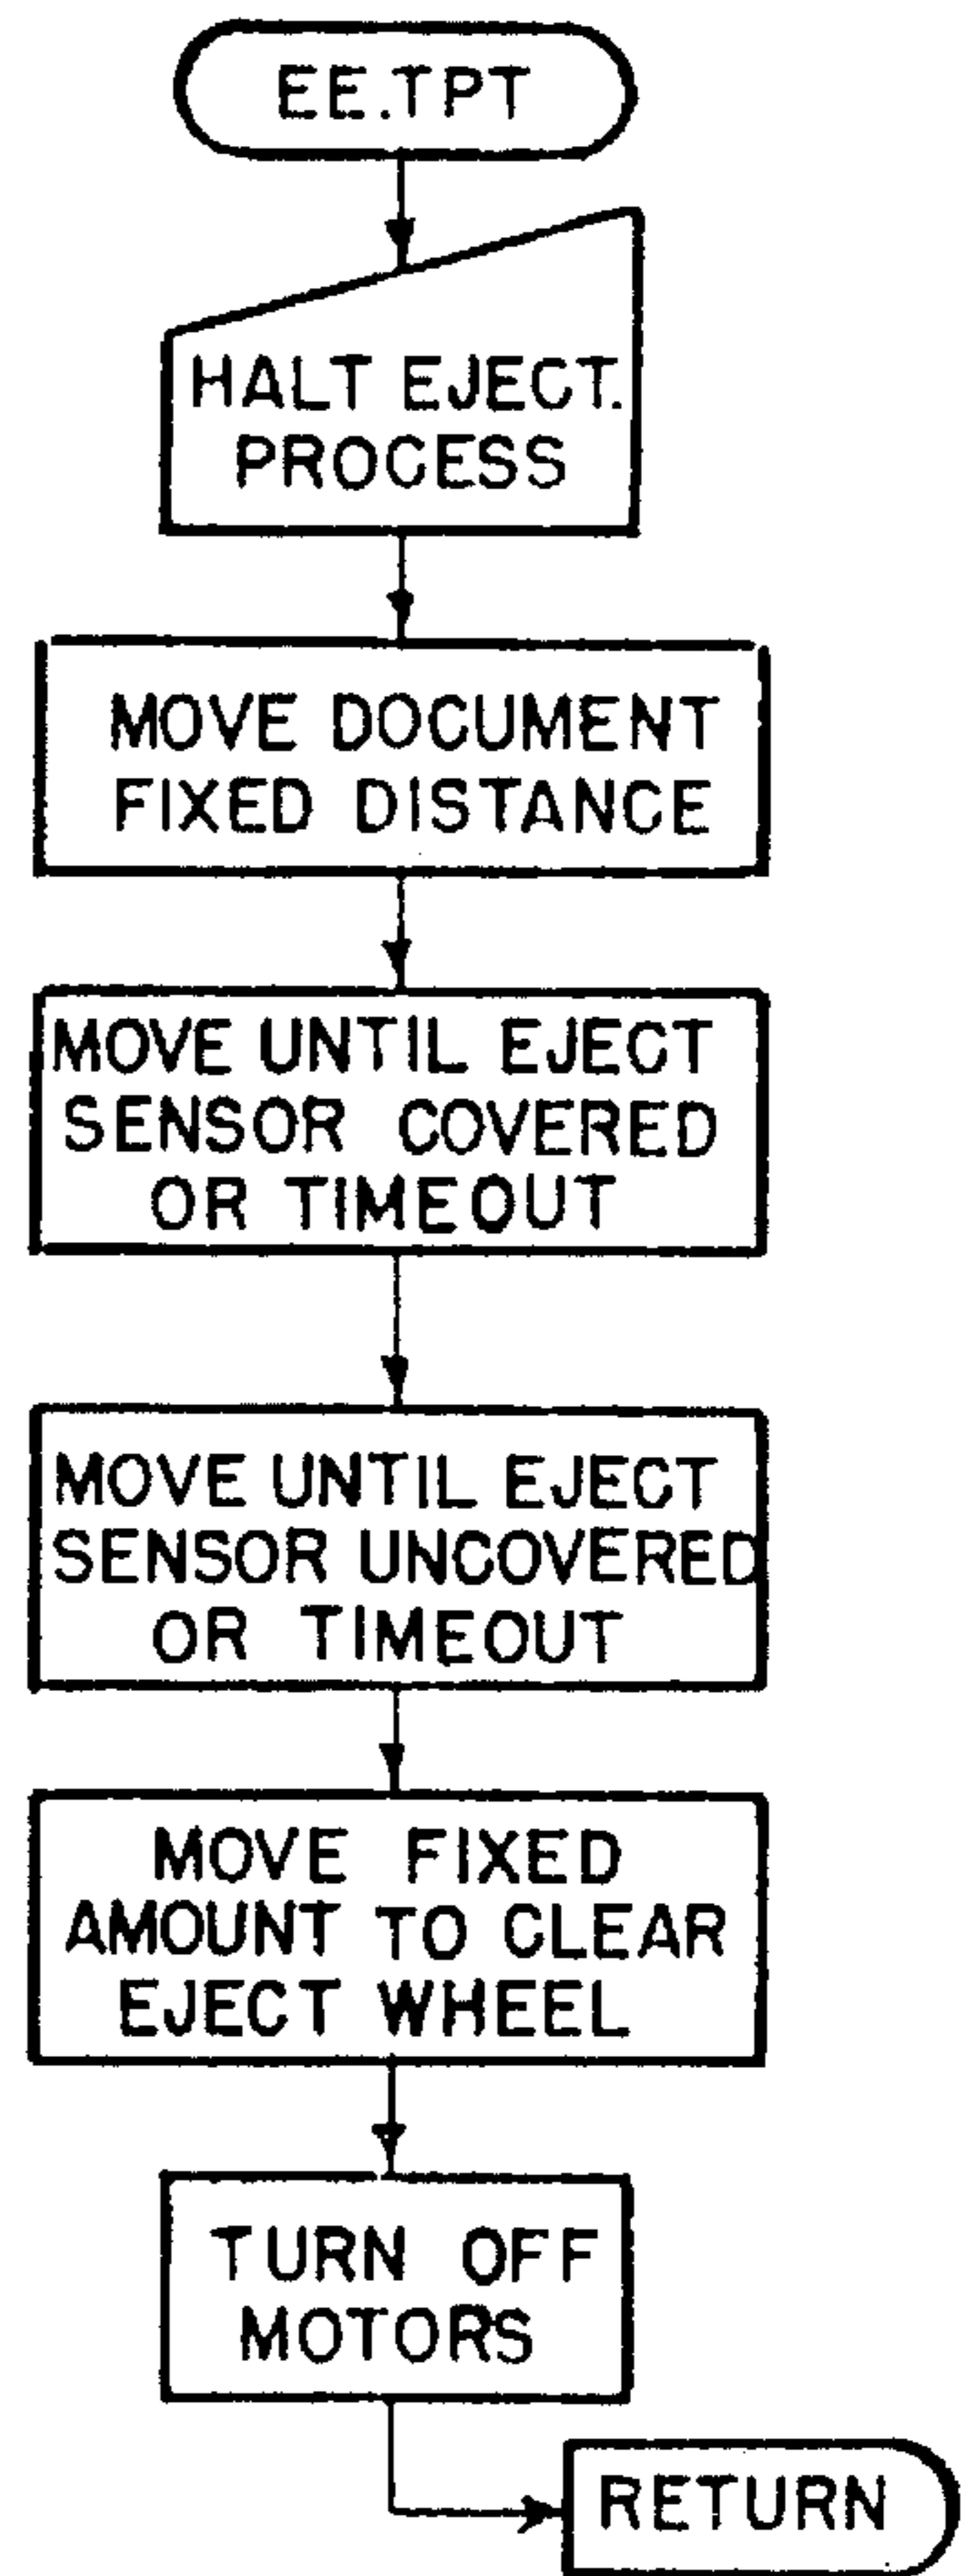 EE.TPT
HALT EJECT.
PROCESS
MOVE DOCUMENT
FIXED DISTANCE
MOVE UNTIL EJECT
SENSOR COVERED
OR TIMEOUT
MOVE UNTIL EJECT
SENSOR UNCOVERED
OR TIMEOUT
MOVE FIXED
AMOUNT TO CLEAR
EJECT WHEEL
TURN OFF
MOTORS
RETURN